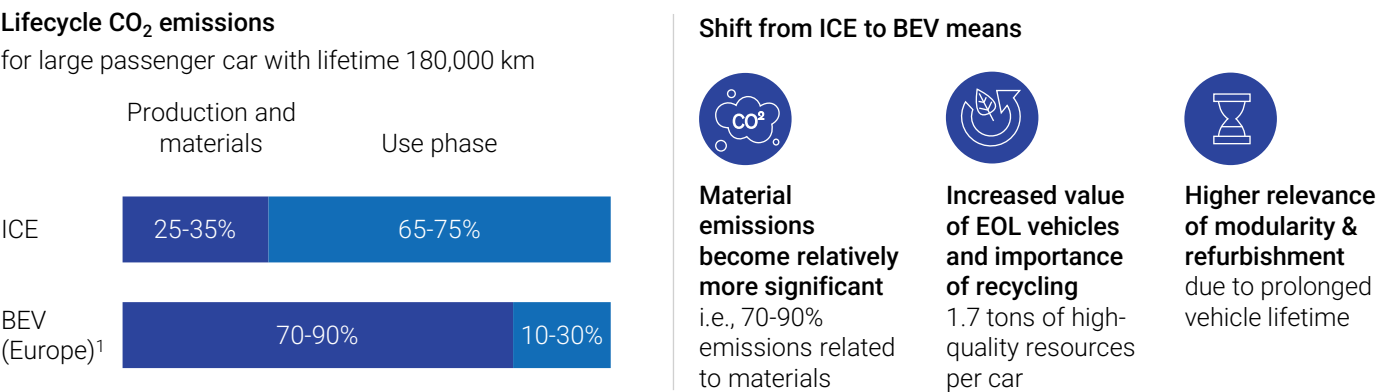 Lifecycle CO₂ emissions
for large passenger car with lifetime 180,000 km
Production and
materials
Use phase
ICE
25-35%
65-75%
BEV
(Europe)¹
70-90%
10-30%
Shift from ICE to BEV means
CO²
Material
emissions
become relatively
more significant
i.e., 70-90%
emissions related
to materials
Increased value
of EOL vehicles
and importance
of recycling
1.7 tons of high-
quality resources
per car
Higher relevance
of modularity &
refurbishment
due to prolonged
vehicle lifetime